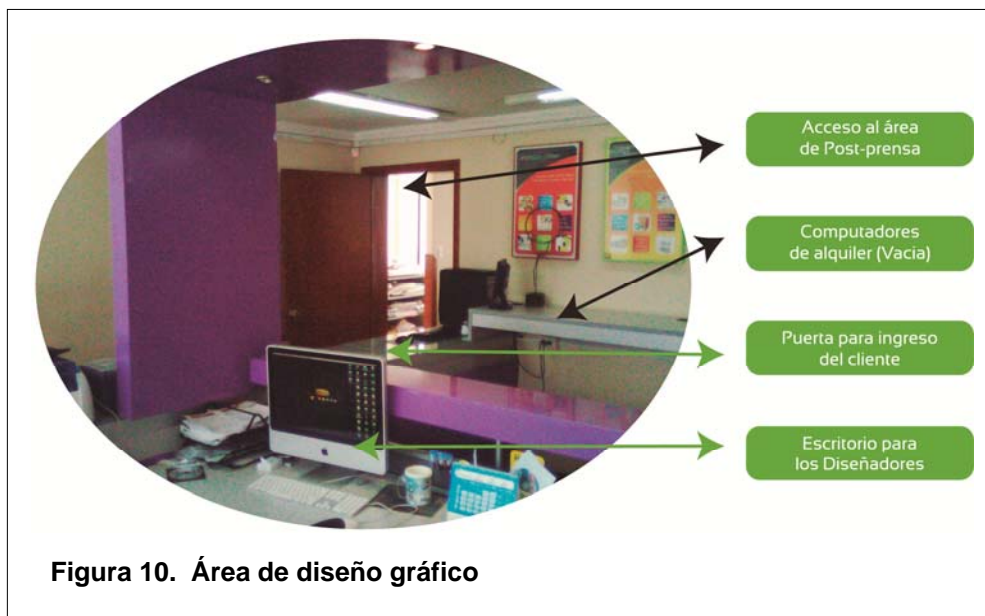 Acceso al área
de Post-prensa
Computadores
de alquiler (Vacia)
Puerta para ingreso
del cliente
Escritorio para
los Diseñadores
Figura 10. Área de diseño gráfico